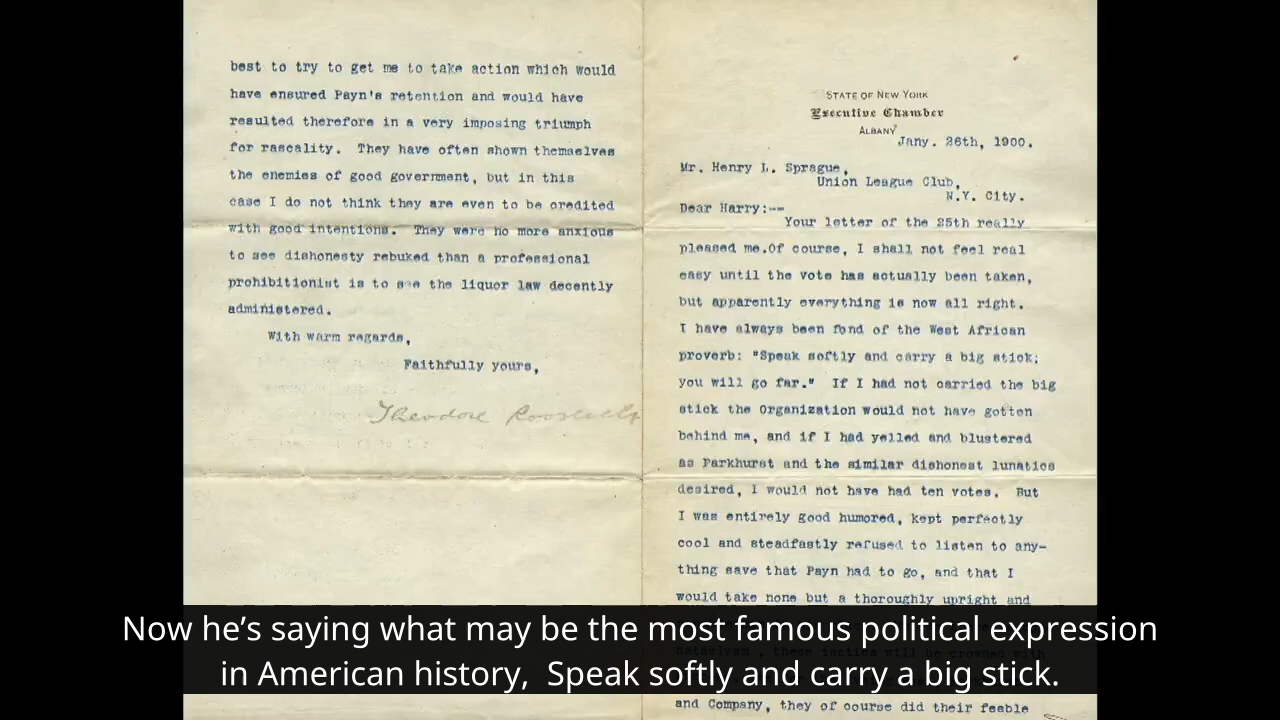 best to try to get me to take action which would
have ensured Payn's retention and would have
resulted therefore in a very imposing triumph
for rascality. They have often shown themselves
the enemies of good government, but in this
case I do not think they are even to be credited
with good intentions. They were no more anxious
to see dishonesty rebuked than a professional
prohibitionist is to see the liquor law decently
administered.
With warm regards,
Faithfully yours,
Theodore Roosevelt
STATE OF NEW YORK
Executive Chamber
ALBANY
Jany. 26th, 1900.
Mr. Henry L. Sprague,
Union League Club,
N.Y. City.
Dear Harry:--
Your letter of the 25th really
pleased me.Of course, I shall not feel real
easy until the vote has actually been taken,
but apparently everything is now all right.
I have always been fond of the West African
proverb: "Speak softly and carry a big stick;
you will go far." If I had not carried the big
stick the Organization would not have gotten
behind me, and if I had yelled and blustered
as Parkhurst and the similar dishonest lunatics
desired, I would not have had ten votes. But
I was entirely good humored, kept perfectly
cool and steadfastly refused to listen to any-
thing save that Payn had to go, and that I
would take none but a thoroughly upright and
cataclysm, these tactics will be crowned with
and Company, they of course did their feeble
Now he's saying what may be the most famous political expression
in American history, Speak softly and carry a big stick.